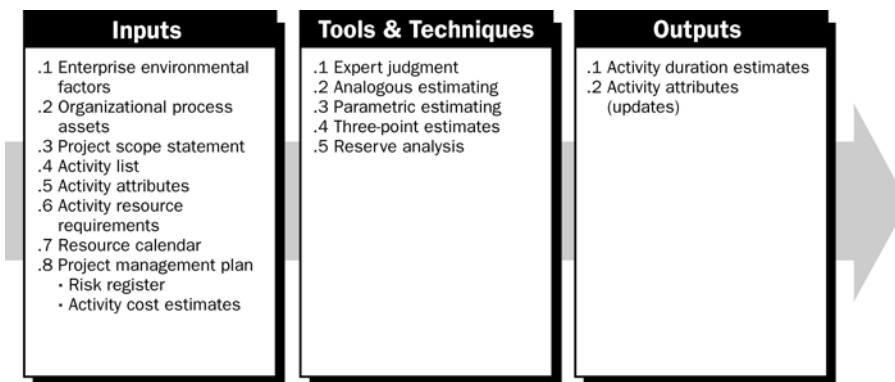 Inputs
.1 Enterprise environmental
factors
.2 Organizational process
assets
.3 Project scope statement
.4 Activity list
.5 Activity attributes
.6 Activity resource
requirements
.7 Resource calendar
.8 Project management plan
· Risk register
· Activity cost estimates
Tools & Techniques
.1 Expert judgment
.2 Analogous estimating
.3 Parametric estimating
.4 Three-point estimates
.5 Reserve analysis
Outputs
.1 Activity duration estimates
.2 Activity attributes
(updates)